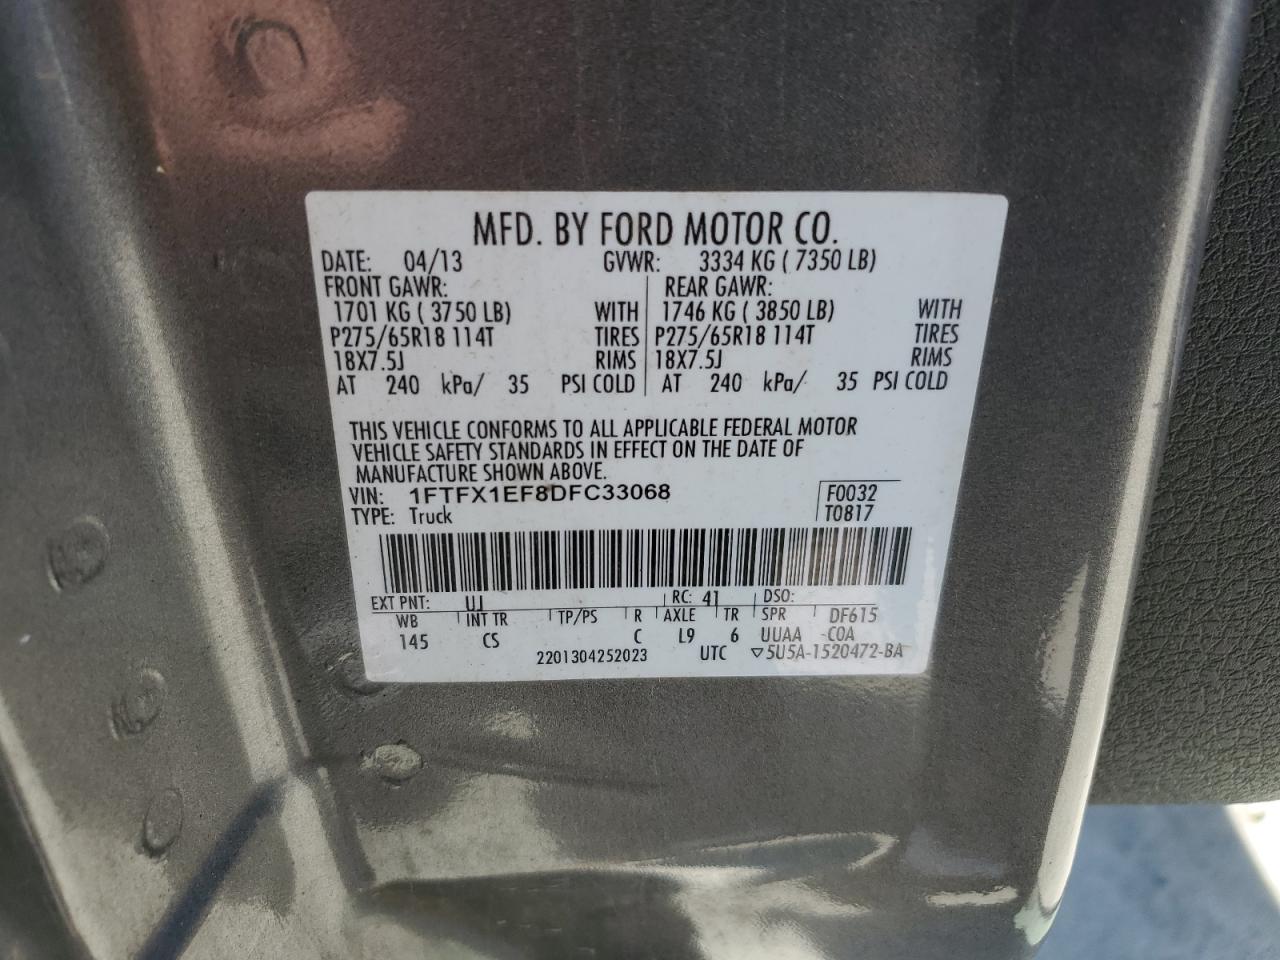 MFD. BY FORD MOTOR CO.
DATE: 04/13 GVWR: 3334 KG ( 7350 LB)
FRONT GAWR: REAR GAWR:
1701 KG ( 3750 LB) WITH 1746 KG ( 3850 LB) WITH
P275/65R18 114T TIRES P275/65R18 114T TIRES
18X7.5J RIMS 18X7.5J RIMS
AT 240 kPa/ 35 PSI COLD AT 240 kPa/ 35 PSI COLD
THIS VEHICLE CONFORMS TO ALL APPLICABLE FEDERAL MOTOR
VEHICLE SAFETY STANDARDS IN EFFECT ON THE DATE OF
MANUFACTURE SHOWN ABOVE.
VIN: 1FTFX1EF8DFC33068 F0032
TYPE: Truck T0817
EXT PNT: UJ RC: 41 DSO:
WB INT TR TP/PS R AXLE TR SPR DF615
145 CS C L9 6 UUAA -COA
2201304252023 UTC ▽5U5A-1520472-BA